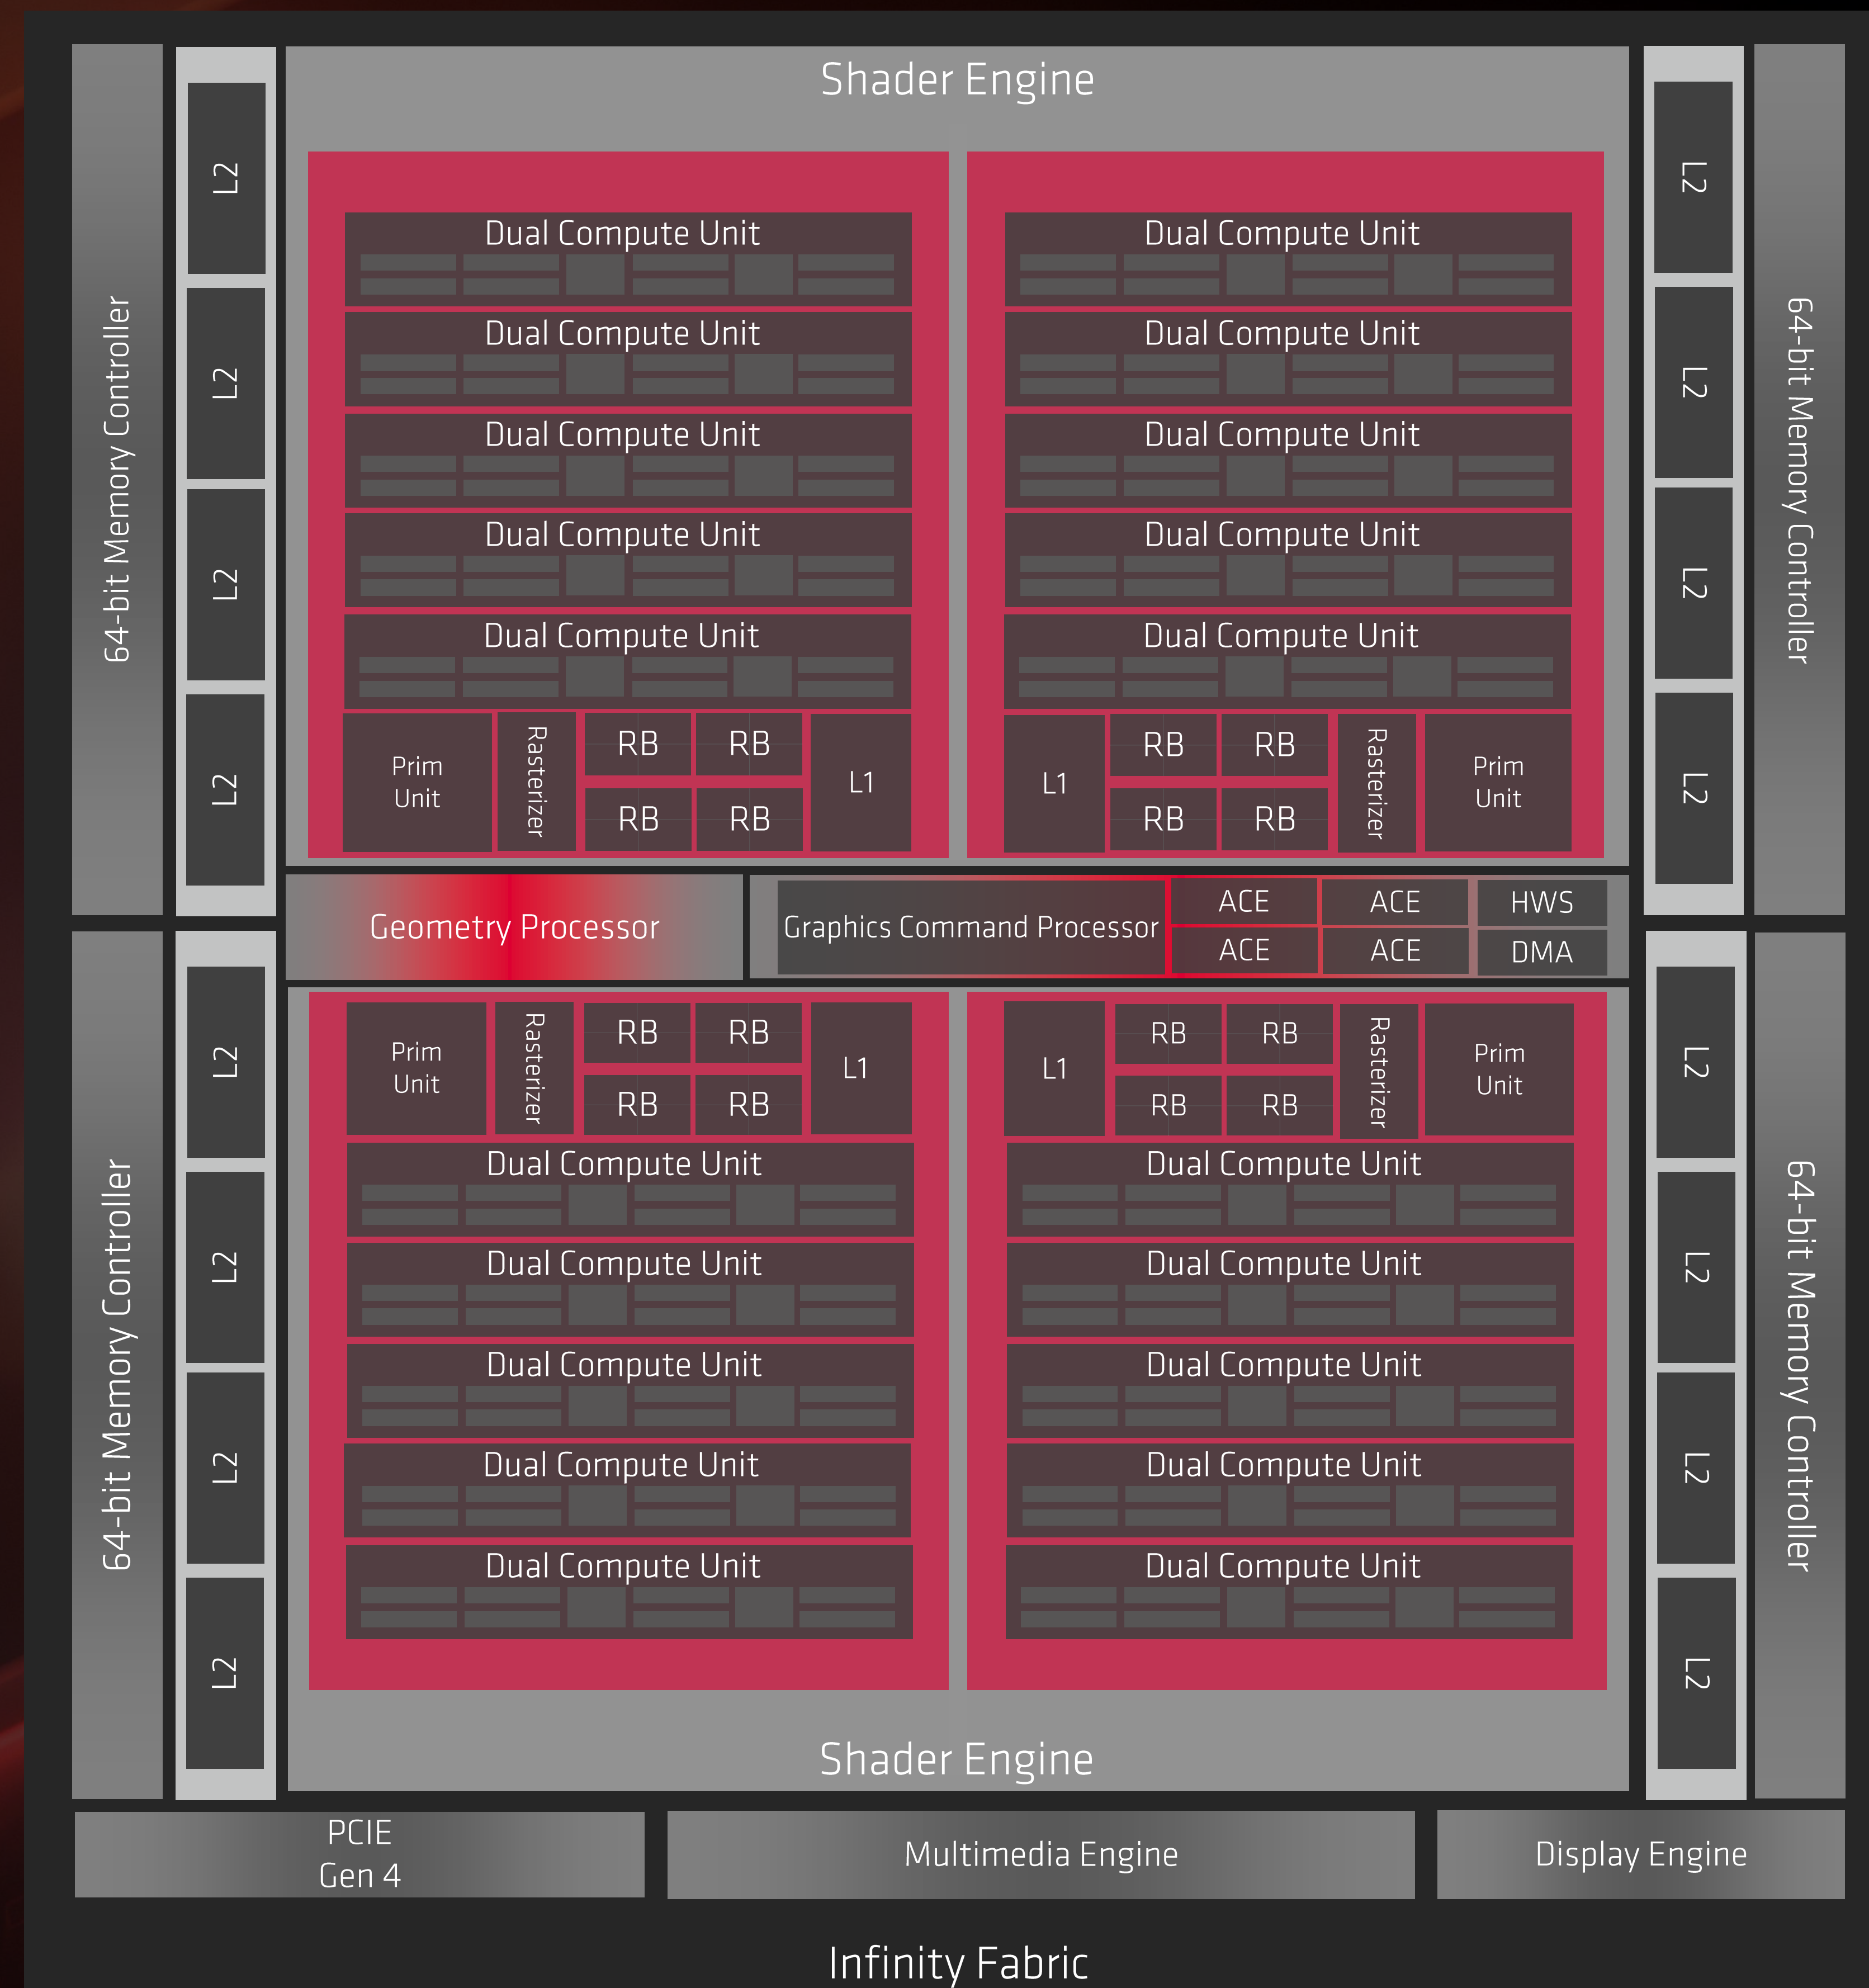 Shader Engine
64-bit Memory Controller
L2
L2
L2
L2
Dual Compute Unit
Dual Compute Unit
Dual Compute Unit
Dual Compute Unit
Dual Compute Unit
Prim
Unit
Rasterizer
RB RB
RB RB
L1
Dual Compute Unit
Dual Compute Unit
Dual Compute Unit
Dual Compute Unit
Dual Compute Unit
L1
RB RB
RB RB
Rasterizer
Prim
Unit
L2
L2
L2
L2
64-bit Memory Controller
Geometry Processor
Graphics Command Processor
ACE ACE HWS
ACE ACE DMA
64-bit Memory Controller
L2
L2
L2
L2
Prim
Unit
Rasterizer
RB RB
RB RB
L1
Dual Compute Unit
Dual Compute Unit
Dual Compute Unit
Dual Compute Unit
Dual Compute Unit
L1
RB RB
RB RB
Rasterizer
Prim
Unit
Dual Compute Unit
Dual Compute Unit
Dual Compute Unit
Dual Compute Unit
Dual Compute Unit
L2
L2
L2
L2
64-bit Memory Controller
Shader Engine
PCIE
Gen 4
Multimedia Engine
Display Engine
Infinity Fabric